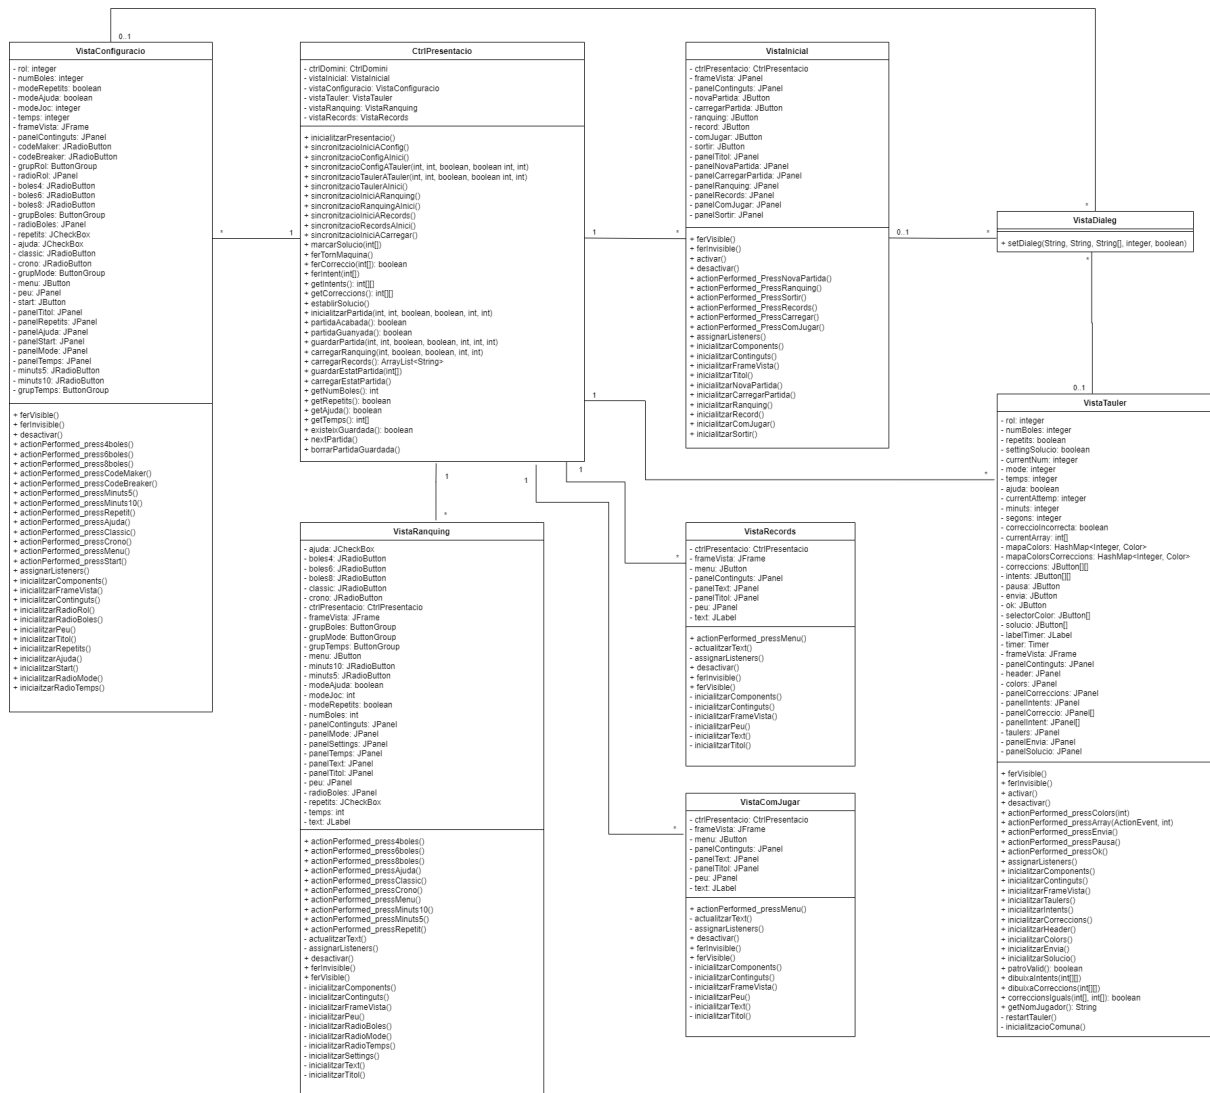 0..1
VistaConfiguracio
- rol: integer
- numBoles: integer
- modeRepetits: boolean
- modeAjuda: boolean
- modeJoc: integer
- temps: integer
- frameVista: JFrame
- panelContinguts: JPanel
- codeMaker: JRadioButton
- codeBreaker: JRadioButton
- grupRol: ButtonGroup
- radioRol: JPanel
- boles4: JRadioButton
- boles6: JRadioButton
- boles8: JRadioButton
- grupBoles: ButtonGroup
- radioBoles: JPanel
- repetits: JCheckBox
- ajuda: JCheckBox
- classic: JRadioButton
- crono: JRadioButton
- grupMode: ButtonGroup
- menu: JButton
- peu: JPanel
- start: JButton
- panelTitol: JPanel
- panelRepetits: JPanel
- panelAjuda: JPanel
- panelStart: JPanel
- panelMode: JPanel
- panelTemps: JPanel
- minuts5: JRadioButton
- minuts10: JRadioButton
- grupTemps: ButtonGroup
+ ferVisible()
+ ferInvisible()
+ desactivar()
+ actionPerformed_press4boles()
+ actionPerformed_press6boles()
+ actionPerformed_press8boles()
+ actionPerformed_pressCodeMaker()
+ actionPerformed_pressCodeBreaker()
+ actionPerformed_pressMinuts5()
+ actionPerformed_pressMinuts10()
+ actionPerformed_pressRepetit()
+ actionPerformed_pressAjuda()
+ actionPerformed_pressClassic()
+ actionPerformed_pressCrono()
+ actionPerformed_pressMenu()
+ actionPerformed_pressStart()
+ assignarListeners()
+ inicialitzarComponents()
+ inicialitzarFrameVista()
+ inicialitzarContinguts()
+ inicialitzarRadioRol()
+ inicialitzarRadioBoles()
+ inicialitzarPeu()
+ inicialitzarTitol()
+ inicialitzarRepetits()
+ inicialitzarAjuda()
+ inicialitzarStart()
+ inicialitzarRadioMode()
+ iniciaitzarRadioTemps()
*
1
CtrlPresentacio
- ctrlDomini: CtrlDomini
- vistaInicial: VistaInicial
- vistaConfiguracio: VistaConfiguracio
- vistaTauler: VistaTauler
- vistaRanquing: VistaRanquing
- vistaRecords: VistaRecords
+ inicialitzarPresentacio()
+ sincronitzacioIniciAConfig()
+ sincronitzacioConfigAInici()
+ sincronitzacioConfigATauler(int, int, boolean, boolean int, int)
+ sincronitzacioTaulerATauler(int, int, boolean, boolean int, int)
+ sincronitzacioTaulerAInici()
+ sincronitzacioIniciARanquing()
+ sincronitzacioRanquingAInici()
+ sincronitzacioIniciARecords()
+ sincronitzacioRecordsAInici()
+ sincronitzacioIniciACarregar()
+ marcarSolucio(int[])
+ ferTornMaquina()
+ ferCorreccio(int[]): boolean
+ ferIntent(int[])
+ getIntents(): int[][]
+ getCorreccions(): int[][]
+ establirSolucio()
+ inicialitzarPartida(int, int, boolean, boolean, int, int)
+ partidaAcabada(): boolean
+ partidaGuanyada(): boolean
+ guardarPartida(int, int, boolean, boolean, int, int, int)
+ carregarRanquing(int, boolean, boolean, int, int)
+ carregarRecords(): ArrayList<String>
+ guardarEstatPartida(int[])
+ carregarEstatPartida()
+ getNumBoles(): int
+ getRepetits(): boolean
+ getAjuda(): boolean
+ getTemps(): int[]
+ existeixGuardada(): boolean
+ nextPartida()
+ borrarPartidaGuardada()
1
*
VistaInicial
- ctrlPresentacio: CtrlPresentacio
- frameVista: JPanel
- panelContinguts: JPanel
- novaPartida: JButton
- carregarPartida: JButton
- ranquing: JButton
- record: JButton
- comJugar: JButton
- sortir: JButton
- panelTitol: JPanel
- panelNovaPartida: JPanel
- panelCarregarPartida: JPanel
- panelRanquing: JPanel
- panelRecords: JPanel
- panelComJugar: JPanel
- panelSortir: JPanel
+ ferVisible()
+ ferInvisible()
+ activar()
+ desactivar()
+ actionPerformed_PressNovaPartida()
+ actionPerformed_PressRanquing()
+ actionPerformed_PressSortir()
+ actionPerformed_PressRecords()
+ actionPerformed_PressCarregar()
+ actionPerformed_PressComJugar()
+ assignarListeners()
+ inicialitzarComponents()
+ inicialitzarContinguts()
+ inicialitzarFrameVista()
+ inicialitzarTitol()
+ inicialitzarNovaPartida()
+ inicialitzarCarregarPartida()
+ inicialitzarRanquing()
+ inicialitzarRecord()
+ inicialitzarComJugar()
+ inicialitzarSortir()
0..1
*
*
VistaDialeg
+ setDialeg(String, String, String[], integer, boolean)
*
0..1
1
*
VistaTauler
- rol: integer
- numBoles: integer
- repetits: boolean
- settingSolucio: boolean
- currentNum: integer
- mode: integer
- temps: integer
- ajuda: boolean
- currentAttemp: integer
- minuts: integer
- segons: integer
- correccioIncorrecta: boolean
- currentArray: int[]
- mapaColors: HashMap<Integer, Color>
- mapaColorsCorreccions: HashMap<Integer, Color>
- correccions: JButton[][]
- intents: JButton[][]
- pausa: JButton
- envia: JButton
- ok: JButton
- selectorColor: JButton[]
- solucio: JButton[]
- labelTimer: JLabel
- timer: Timer
- frameVista: JFrame
- panelContinguts: JPanel
- header: JPanel
- colors: JPanel
- panelCorreccions: JPanel
- panelIntents: JPanel
- panelCorreccio: JPanel[]
- panelIntent: JPanel[]
- taulers: JPanel
- panelEnvia: JPanel
- panelSolucio: JPanel
+ ferVisible()
+ ferInvisible()
+ activar()
+ desactivar()
+ actionPerformed_pressColors(int)
+ actionPerformed_pressArray(ActionEvent, int)
+ actionPerformed_pressEnvia()
+ actionPerformed_pressPausa()
+ actionPerformed_pressOk()
+ assignarListeners()
+ inicialitzarComponents()
+ inicialitzarContinguts()
+ inicialitzarFrameVista()
+ inicialitzarTaulers()
+ inicialitzarIntents()
+ inicialitzarCorreccions()
+ inicialitzarHeader()
+ inicialitzarColors()
+ inicialitzarEnvia()
+ inicialitzarSolucio()
+ patroValid(): boolean
+ dibuixaIntents(int[][])
+ dibuixaCorreccions(int[][])
+ correccionsIguals(int[], int[]): boolean
+ getNomJugador(): String
- restartTauler()
- inicialitzacioComuna()
1
*
VistaRanquing
- ajuda: JCheckBox
- boles4: JRadioButton
- boles6: JRadioButton
- boles8: JRadioButton
- classic: JRadioButton
- crono: JRadioButton
- ctrlPresentacio: CtrlPresentacio
- frameVista: JFrame
- grupBoles: ButtonGroup
- grupMode: ButtonGroup
- grupTemps: ButtonGroup
- menu: JButton
- minuts10: JRadioButton
- minuts5: JRadioButton
- modeAjuda: boolean
- modeJoc: int
- modeRepetits: boolean
- numBoles: int
- panelContinguts: JPanel
- panelMode: JPanel
- panelSettings: JPanel
- panelTemps: JPanel
- panelText: JPanel
- panelTitol: JPanel
- peu: JPanel
- radioBoles: JPanel
- repetits: JCheckBox
- temps: int
- text: JLabel
+ actionPerformed_press4boles()
+ actionPerformed_press6boles()
+ actionPerformed_press8boles()
+ actionPerformed_pressAjuda()
+ actionPerformed_pressClassic()
+ actionPerformed_pressCrono()
+ actionPerformed_pressMenu()
+ actionPerformed_pressMinuts10()
+ actionPerformed_pressMinuts5()
+ actionPerformed_pressRepetit()
- actualitzarText()
- assignarListeners()
+ desactivar()
+ ferInvisible()
+ ferVisible()
- inicialitzarComponents()
- inicialitzarContinguts()
- inicialitzarFrameVista()
- inicialitzarPeu()
- inicialitzarRadioBoles()
- inicialitzarRadioMode()
- inicialitzarRadioTemps()
- inicialitzarSettings()
- inicialitzarText()
- inicialitzarTitol()
1
*
VistaRecords
- ctrlPresentacio: CtrlPresentacio
- frameVista: JFrame
- menu: JButton
- panelContinguts: JPanel
- panelText: JPanel
- panelTitol: JPanel
- peu: JPanel
- text: JLabel
+ actionPerformed_pressMenu()
- actualitzarText()
- assignarListeners()
+ desactivar()
+ ferInvisible()
+ ferVisible()
- inicialitzarComponents()
- inicialitzarContinguts()
- inicialitzarFrameVista()
- inicialitzarPeu()
- inicialitzarText()
- inicialitzarTitol()
1
*
VistaComJugar
- ctrlPresentacio: CtrlPresentacio
- frameVista: JFrame
- menu: JButton
- panelContinguts: JPanel
- panelText: JPanel
- panelTitol: JPanel
- peu: JPanel
- text: JLabel
+ actionPerformed_pressMenu()
- actualitzarText()
- assignarListeners()
+ desactivar()
+ ferInvisible()
+ ferVisible()
- inicialitzarComponents()
- inicialitzarContinguts()
- inicialitzarFrameVista()
- inicialitzarPeu()
- inicialitzarText()
- inicialitzarTitol()